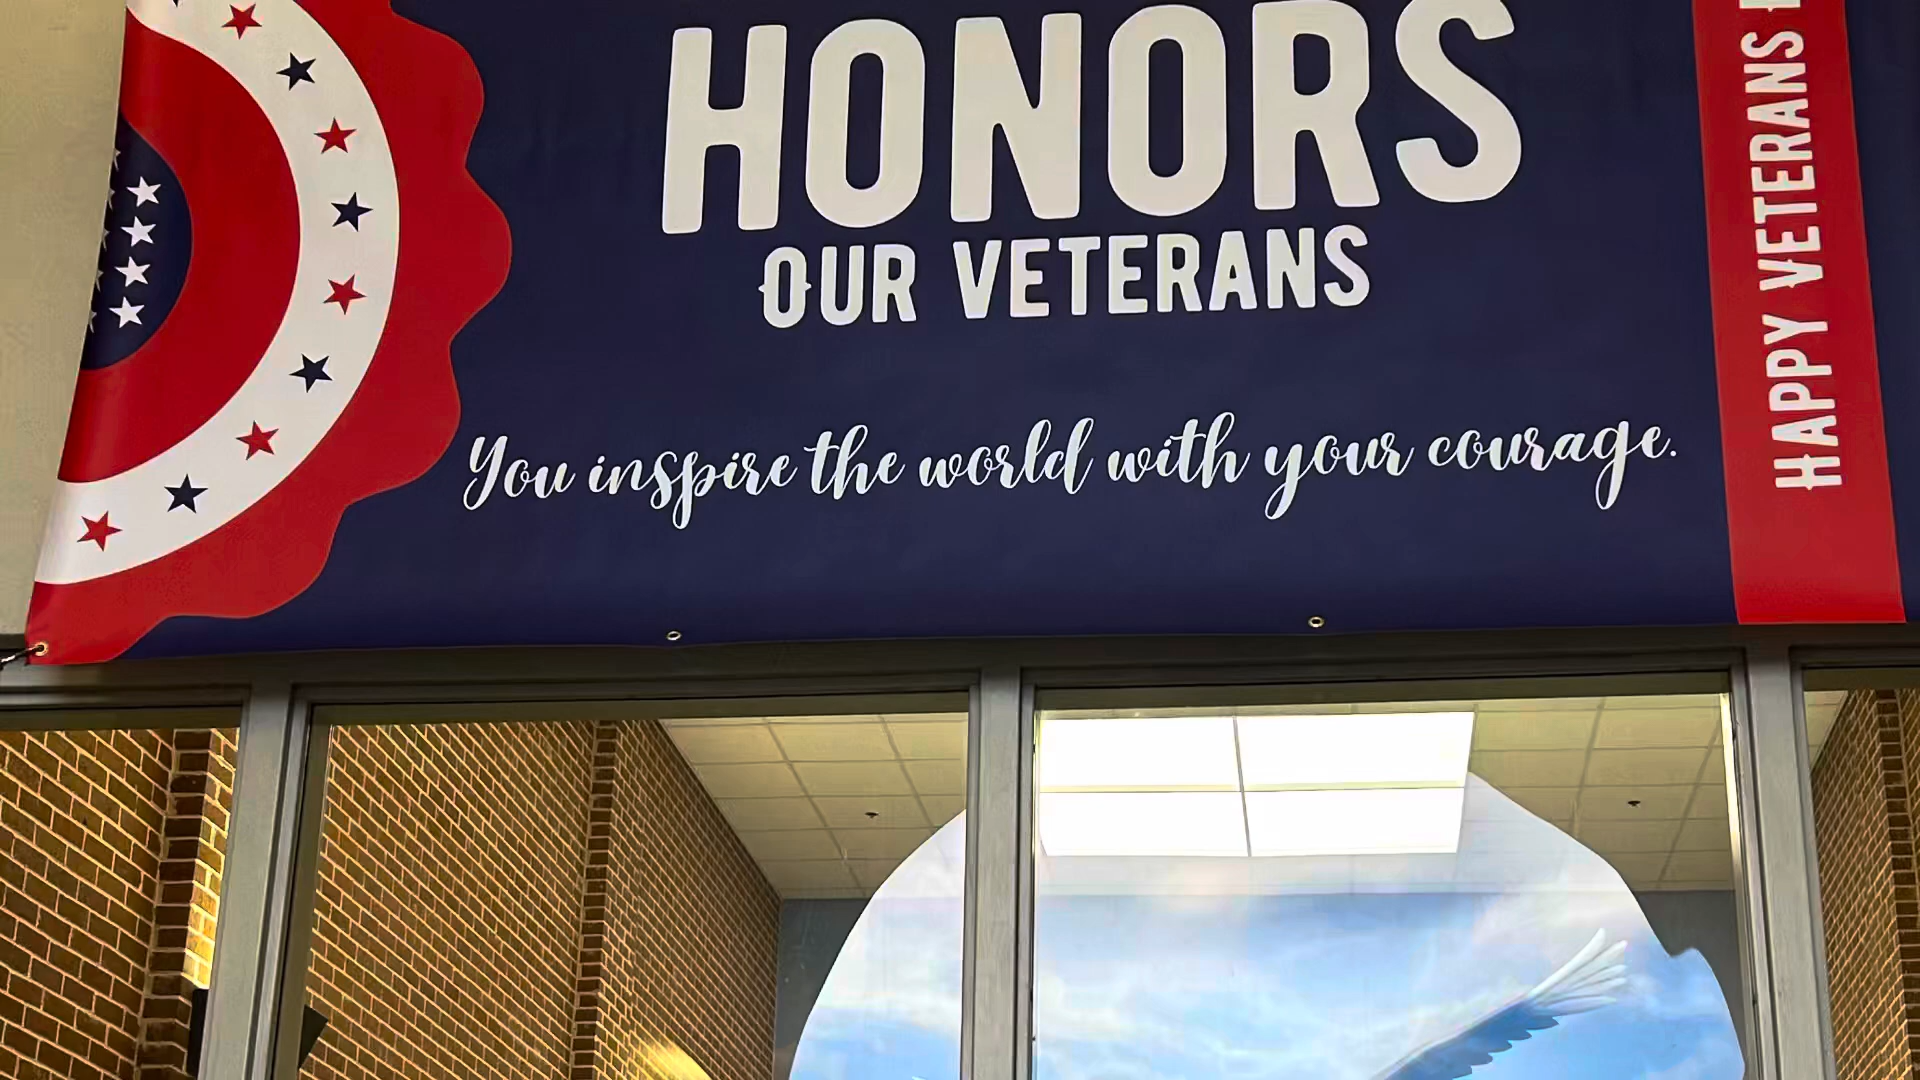 HONORS
OUR VETERANS
You inspire the world with your courage.
HAPPY VETERANS